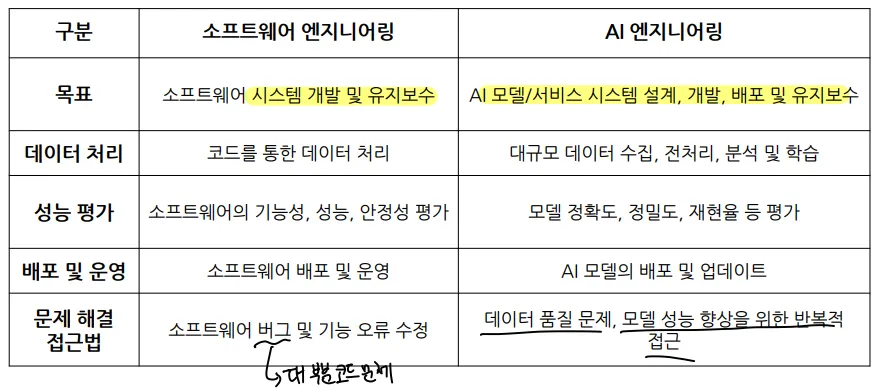 구분 소프트웨어 엔지니어링 AI 엔지니어링
목표 소프트웨어 시스템 개발 및 유지보수 AI 모델/서비스 시스템 설계, 개발, 배포 및 유지보수
데이터 처리 코드를 통한 데이터 처리 대규모 데이터 수집, 전처리, 분석 및 학습
성능 평가 소프트웨어의 기능성, 성능, 안정성 평가 모델 정확도, 정밀도, 재현율 등 평가
배포 및 운영 소프트웨어 배포 및 운영 AI 모델의 배포 및 업데이트
문제 해결
접근법 소프트웨어 버그 및 기능 오류 수정 데이터 품질 문제, 모델 성능 향상을 위한 반복적
접근
대부분 코드 문제